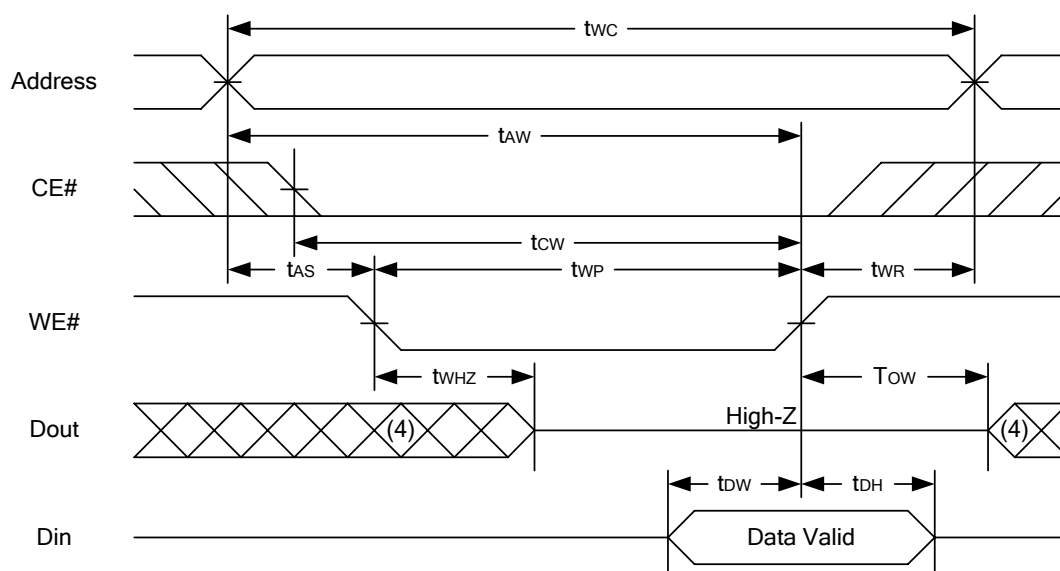 tWC
Address
tAW
CE#
tCW
tAS
tWP
tWR
WE#
tWHZ
TOW
Dout
(4)
High-Z
(4)
tDW
tDH
Din
Data Valid